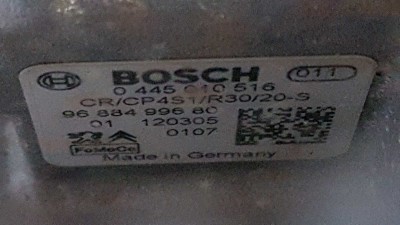 BOSCH 011
0 445 010 516
CR/CP4S1/R30/20-S
96 884 996 80
01 120305
0107
FoMoCo
Made in Germany